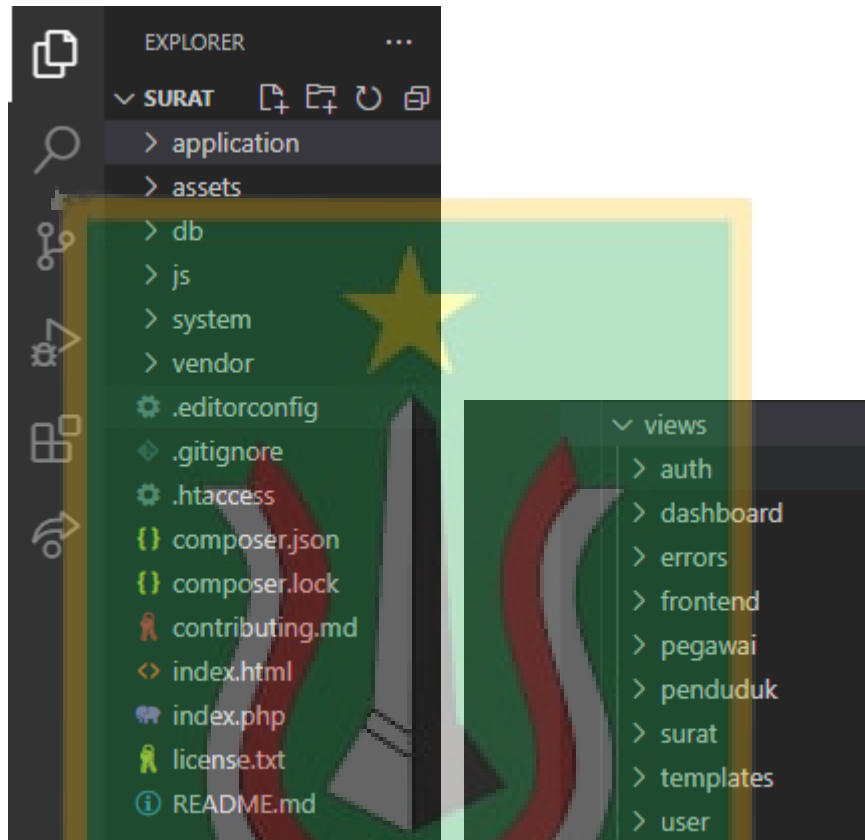 EXPLORER
SURAT
application
assets
db
js
system
vendor
.editorconfig
.gitignore
.htaccess
composer.json
composer.lock
contributing.md
index.html
index.php
license.txt
README.md
views
auth
dashboard
errors
frontend
pegawai
penduduk
surat
templates
user